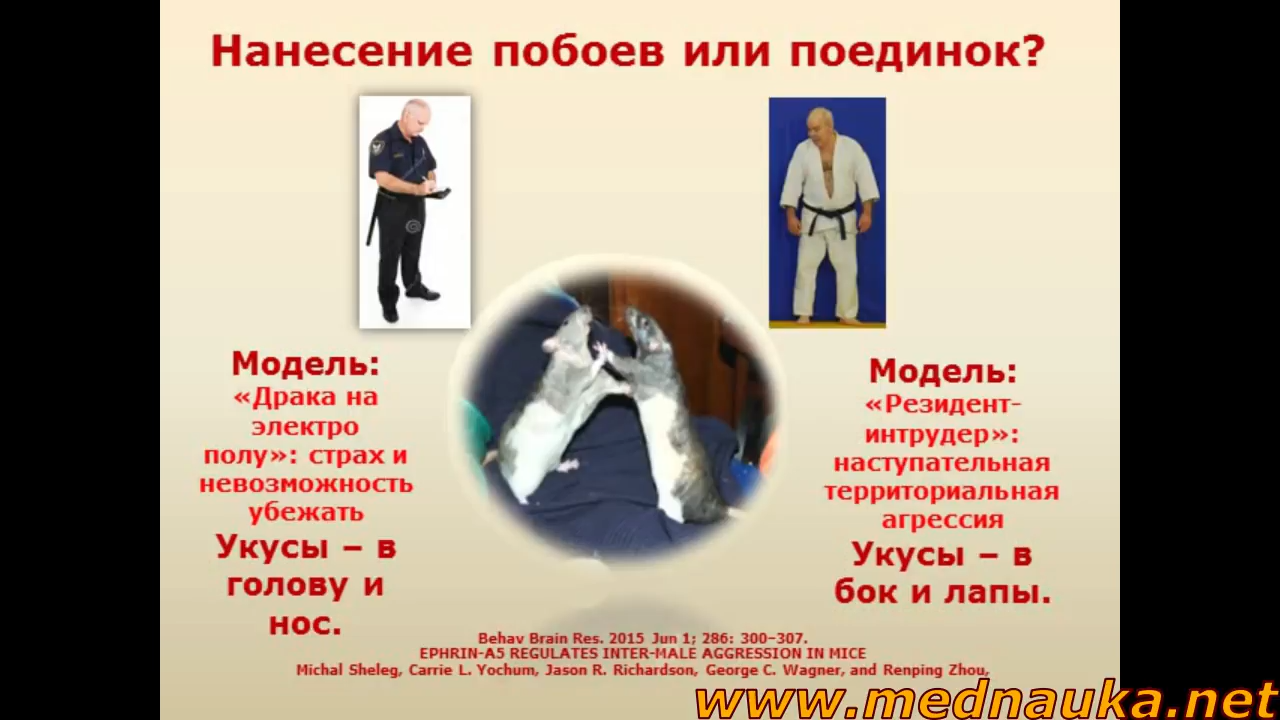 Нанесение побоев или поединок?
Модель:
«Драка на
электро
полу»: страх и
невозможность
убежать
Укусы – в
голову и
нос.
Модель:
«Резидент-
интрудер»:
наступательная
территориальная
агрессия
Укусы – в
бок и лапы.
Behav Brain Res. 2015 Jun 1; 286: 300–307.
EPHRIN-A5 REGULATES INTER-MALE AGGRESSION IN MICE
Michal Sheleg, Carrie L. Yochum, Jason R. Richardson, George C. Wagner, and Renping Zhou,
www.mednauka.net